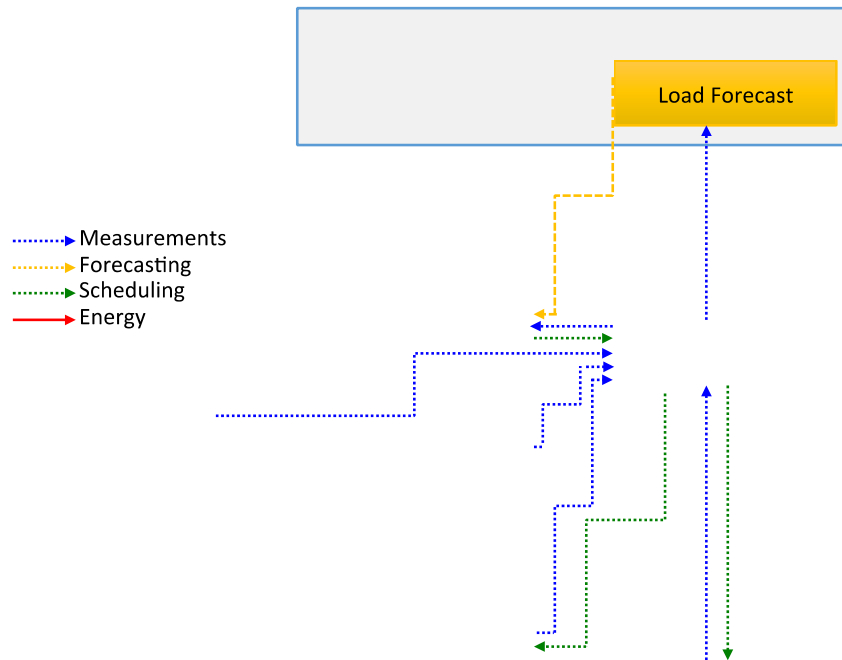 Load Forecast
Measurements
Forecasting
Scheduling
Energy